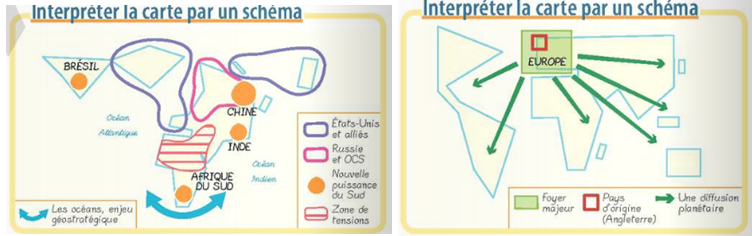 Interpréter la carte par un schéma
BRÉSIL
Océan
Atlantique
CHINE
INDE
AFRIQUE
DU SUD
Océan
Indien
États-Unis
et alliés
Russie
et OCS
Nouvelle
puissance
du Sud
Zone de
tensions
Les océans, enjeu
géostratégique
Interpréter la carte par un schéma
EUROPE
Foyer
majeur
Pays
d'origine
(Angleterre)
Une diffusion
planétaire